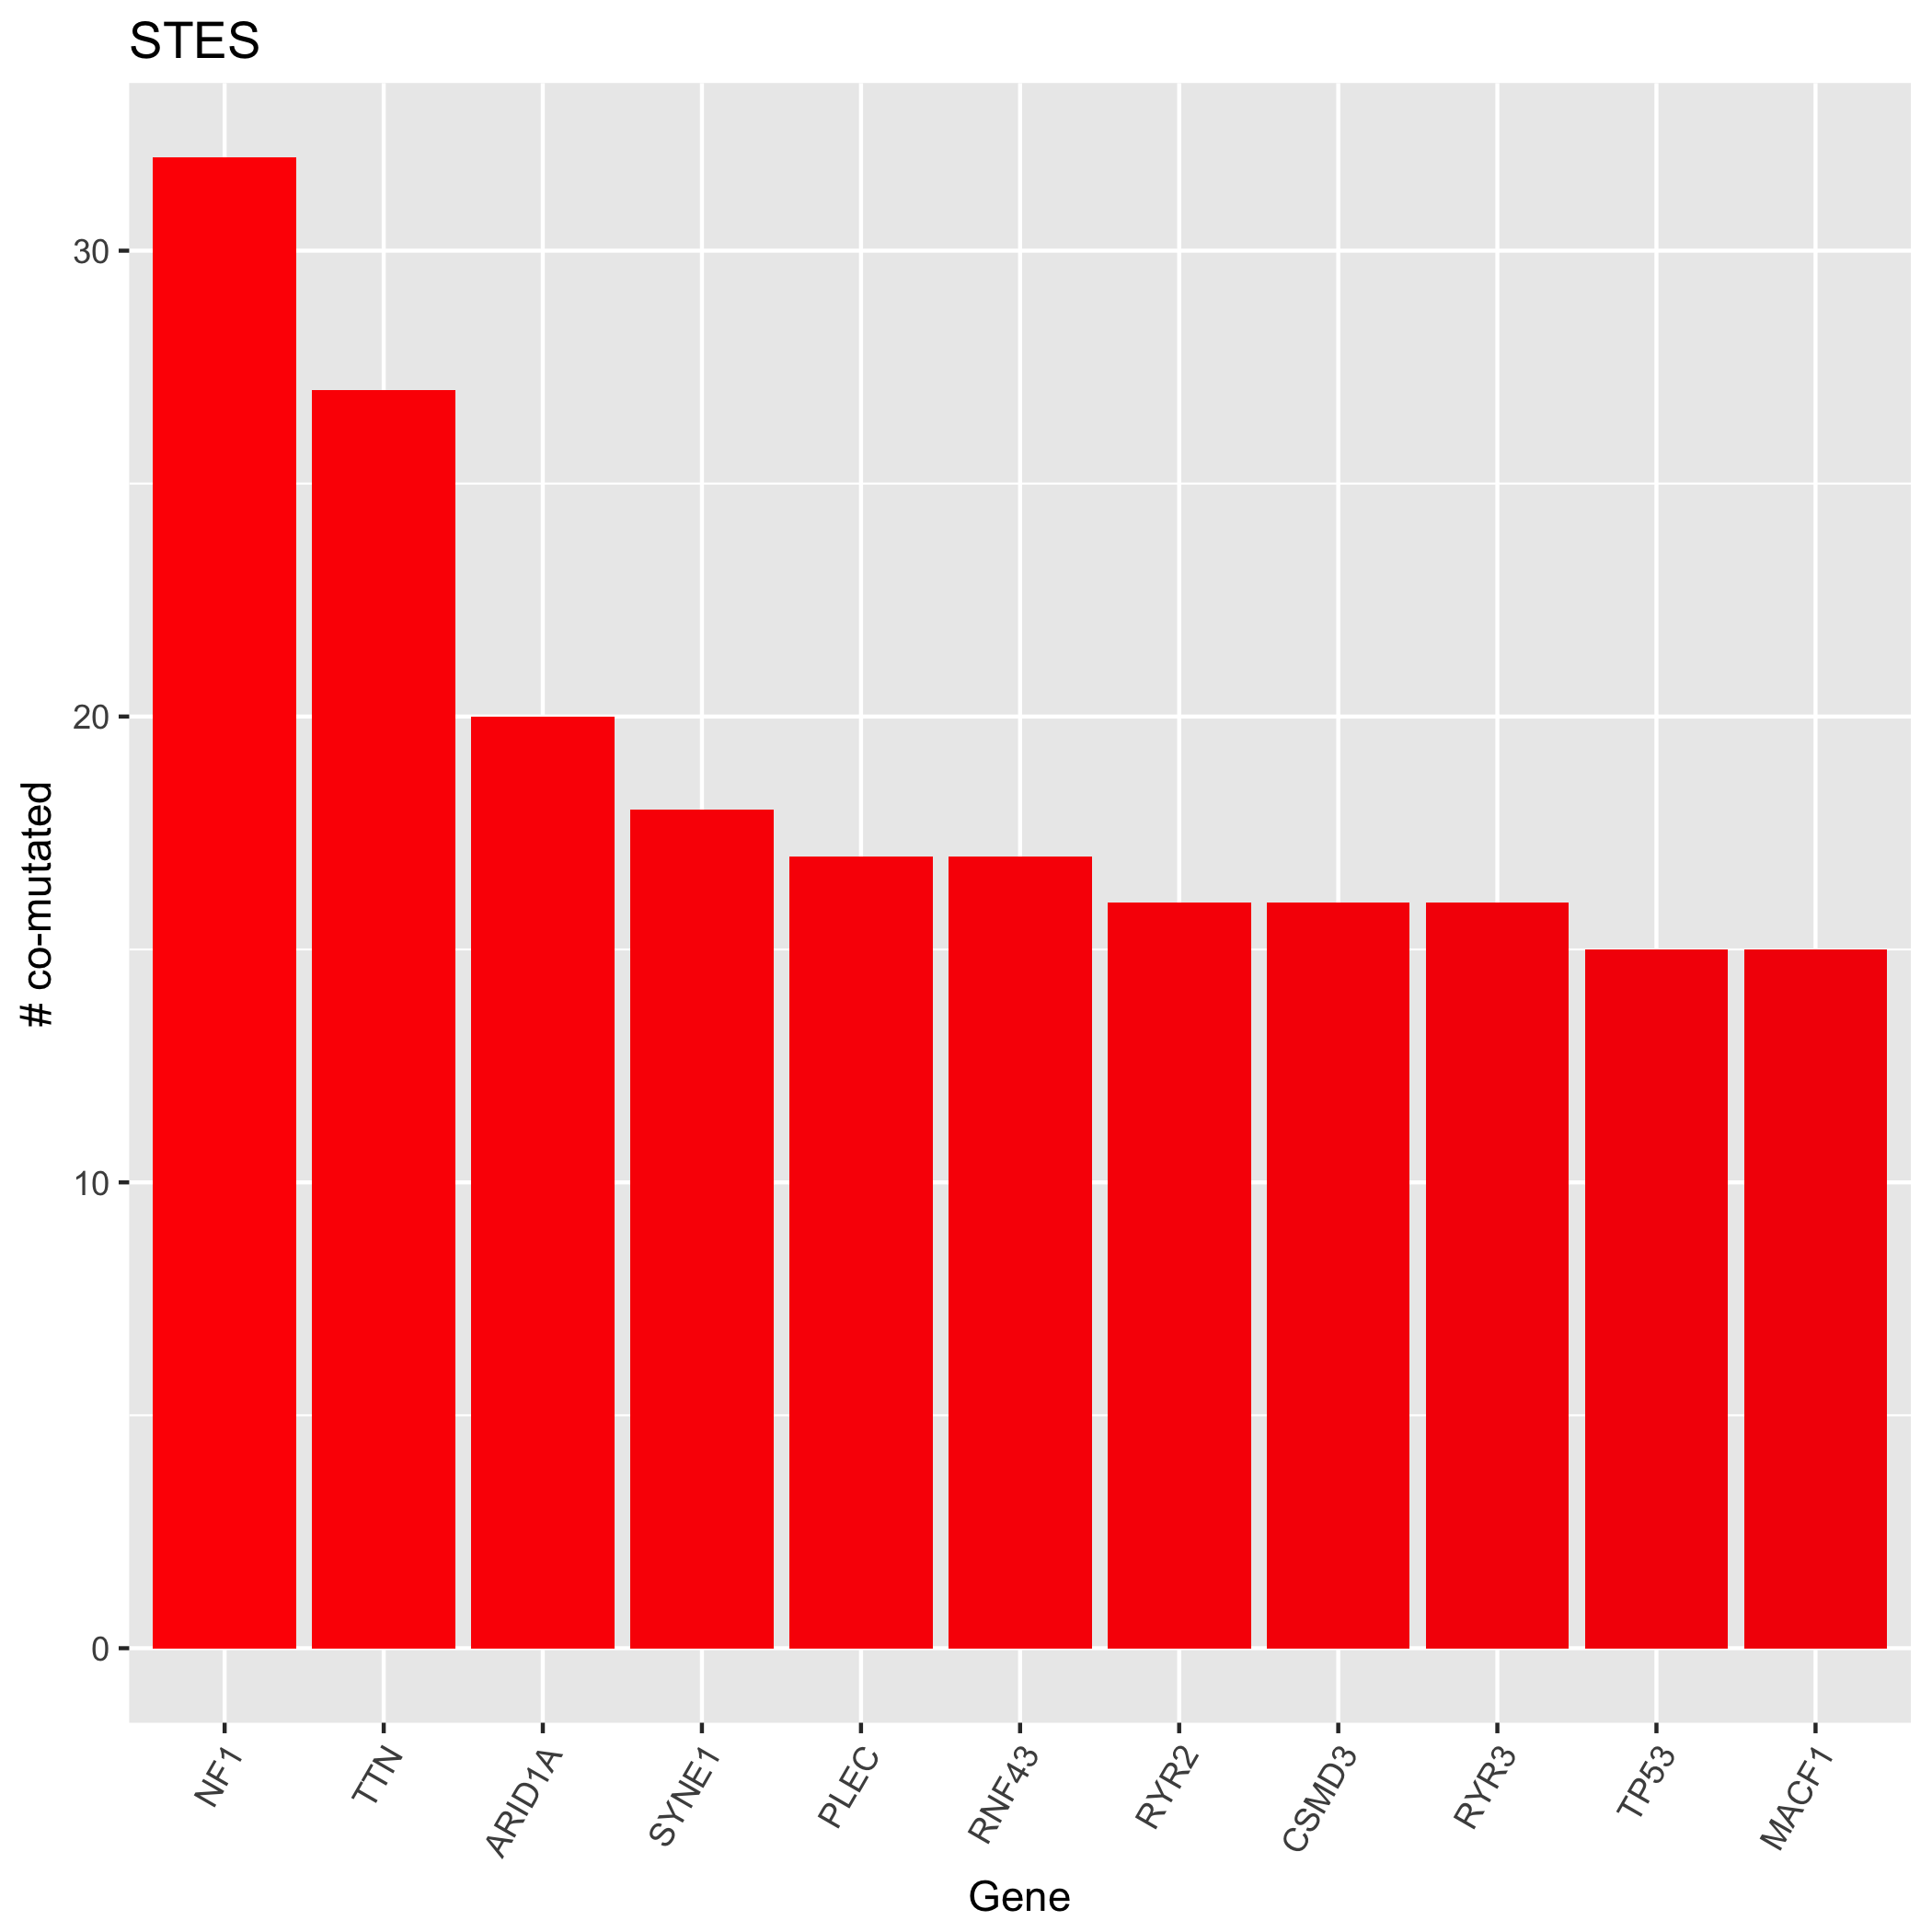 STES
# co-mutated
30
20
10
0
NF1
TTN
ARID1A
SYNE1
PLEC
RNF43
RYR2
CSMD3
RYR3
TP53
MACF1
Gene